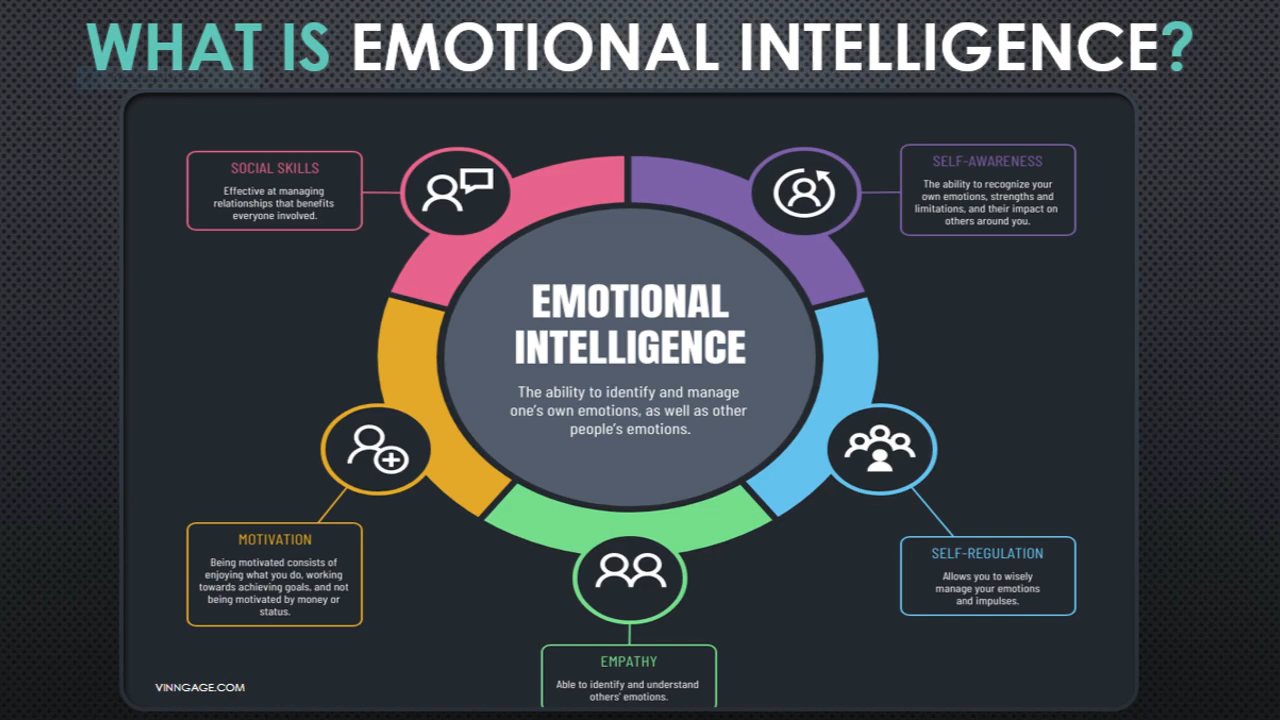 WHAT IS EMOTIONAL INTELLIGENCE?
SOCIAL SKILLS
Effective at managing
relationships that benefits
everyone involved.
SELF-AWARENESS
The ability to recognize your
own emotions, strengths and
limitations, and their impact on
others around you.
EMOTIONAL
INTELLIGENCE
The ability to identify and manage
one's own emotions, as well as other
people's emotions.
MOTIVATION
Being motivated consists of
enjoying what you do, working
towards achieving goals, and not
being motivated by money or
status.
SELF-REGULATION
Allows you to wisely
manage your emotions
and impulses.
EMPATHY
Able to identify and understand
others' emotions.
VINNGAGE.COM